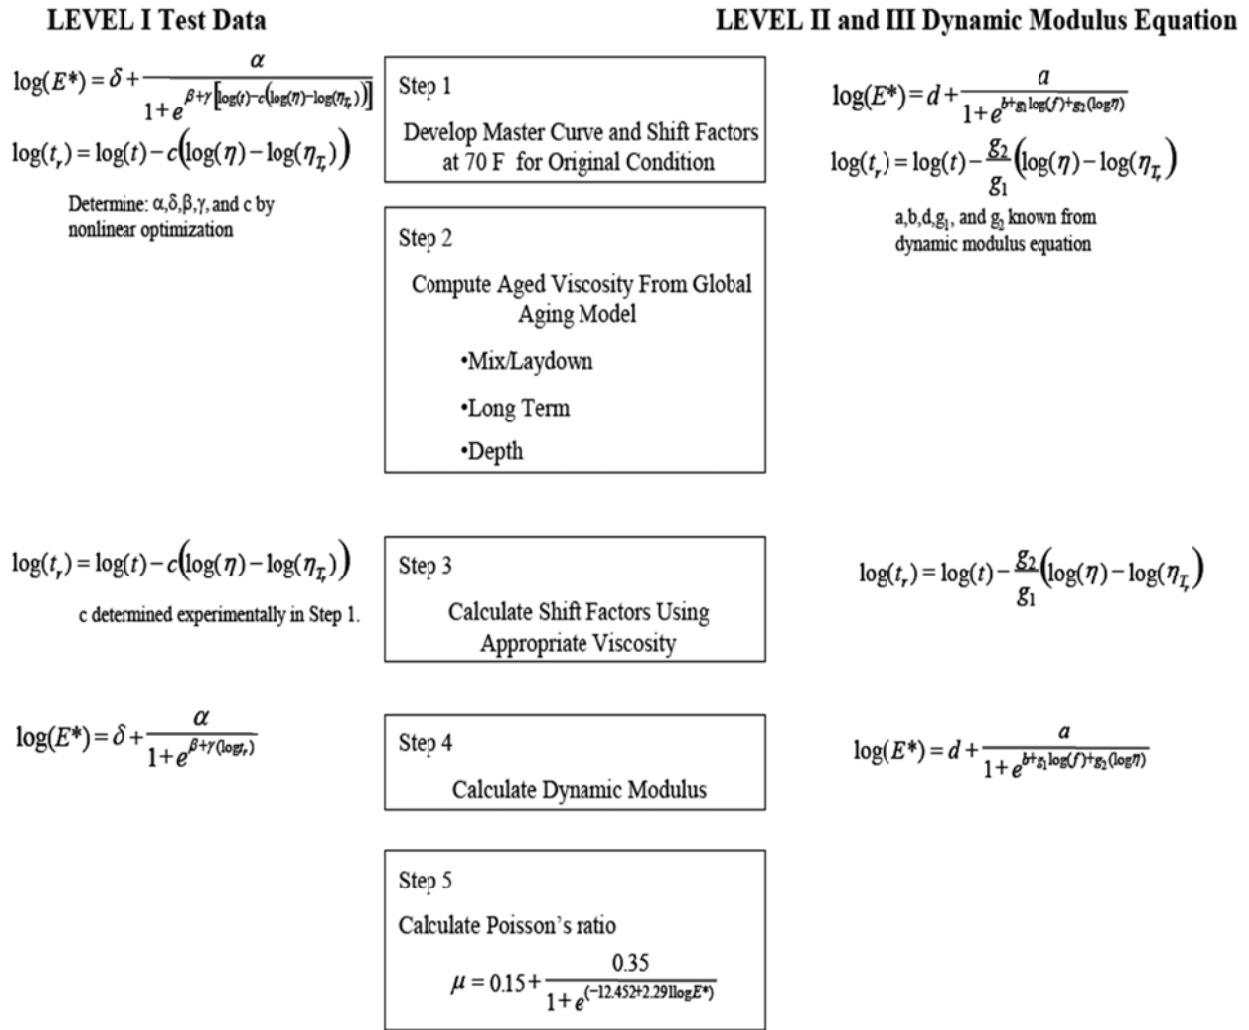 LEVEL I Test Data
LEVEL II and III Dynamic Modulus Equation
log(E*) = δ + α / (1 + e^(β+γ[log(t)−c(log(η)−log(η_Tr))]))
log(t_r) = log(t) − c(log(η) − log(η_Tr))
Determine: α,δ,β,γ, and c by
nonlinear optimization
Step 1
Develop Master Curve and Shift Factors
at 70 F for Original Condition
log(E*) = d + a / (1 + e^(b+g₁log(f)+g₂(logη)))
log(t_r) = log(t) − g₂/g₁ (log(η) − log(η_Tr))
a,b,d,g₁, and g₂ known from
dynamic modulus equation
Step 2
Compute Aged Viscosity From Global
Aging Model
•Mix/Laydown
•Long Term
•Depth
log(t_r) = log(t) − c(log(η) − log(η_Tr))
c determined experimentally in Step 1.
Step 3
Calculate Shift Factors Using
Appropriate Viscosity
log(t_r) = log(t) − g₂/g₁ (log(η) − log(η_Tr))
log(E*) = δ + α / (1 + e^(β+γ(logt_r)))
Step 4
Calculate Dynamic Modulus
log(E*) = d + a / (1 + e^(b+g₁log(f)+g₂(logη)))
Step 5
Calculate Poisson's ratio
μ = 0.15 + 0.35 / (1 + e^(−12.452+2.291logE*))